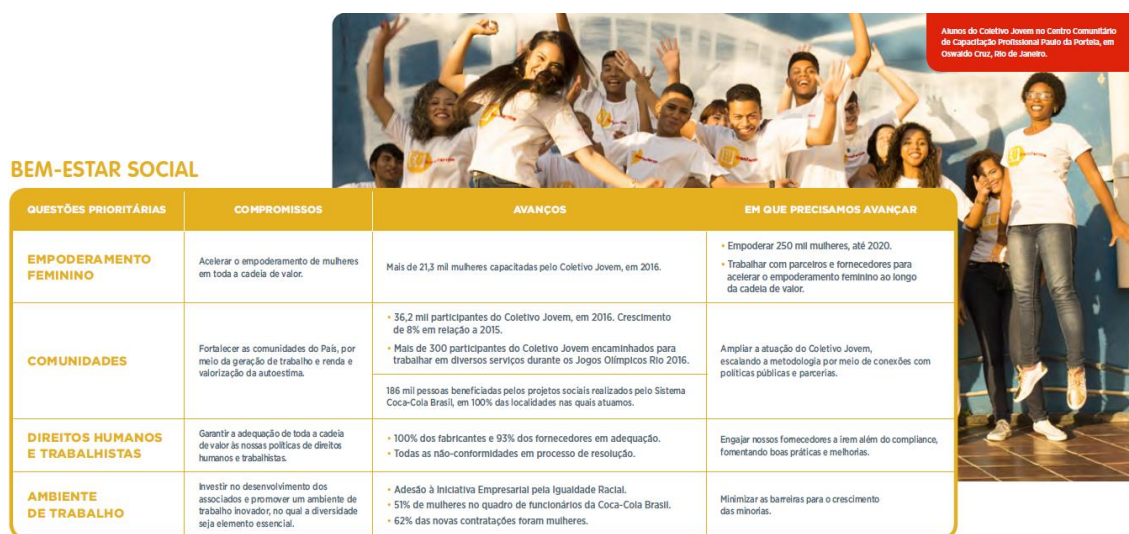 Alunos do Coletivo Jovem no Centro Comunitário
de Capacitação Profissional Paulo da Portela, em
Oswaldo Cruz, Rio de Janeiro.
BEM-ESTAR SOCIAL
QUESTÕES PRIORITÁRIAS
COMPROMISSOS
AVANÇOS
EM QUE PRECISAMOS AVANÇAR
EMPODERAMENTO
FEMININO
Acelerar o empoderamento de mulheres
em toda a cadeia de valor.
Mais de 21,3 mil mulheres capacitadas pelo Coletivo Jovem, em 2016.
• Empoderar 250 mil mulheres, até 2020.
• Trabalhar com parceiros e fornecedores para
acelerar o empoderamento feminino ao longo
da cadeia de valor.
COMUNIDADES
Fortalecer as comunidades do País, por
meio da geração de trabalho e renda e
valorização da autoestima.
• 36,2 mil participantes do Coletivo Jovem, em 2016. Crescimento
de 8% em relação a 2015.
• Mais de 300 participantes do Coletivo Jovem encaminhados para
trabalhar em diversos serviços durante os Jogos Olímpicos Rio 2016.
186 mil pessoas beneficiadas pelos projetos sociais realizados pelo Sistema
Coca-Cola Brasil, em 100% das localidades nas quais atuamos.
Ampliar a atuação do Coletivo Jovem,
escalando a metodologia por meio de conexões com
políticas públicas e parcerias.
DIREITOS HUMANOS
E TRABALHISTAS
Garantir a adequação de toda a cadeia
de valor às nossas políticas de direitos
humanos e trabalhistas.
• 100% dos fabricantes e 93% dos fornecedores em adequação.
• Todas as não-conformidades em processo de resolução.
Engajar nossos fornecedores a irem além do compliance,
fomentando boas práticas e melhorias.
AMBIENTE
DE TRABALHO
Investir no desenvolvimento dos
associados e promover um ambiente de
trabalho inovador, no qual a diversidade
seja elemento essencial.
• Adesão à Iniciativa Empresarial pela Igualdade Racial.
• 51% de mulheres no quadro de funcionários da Coca-Cola Brasil.
• 62% das novas contratações foram mulheres.
Minimizar as barreiras para o crescimento
das minorias.